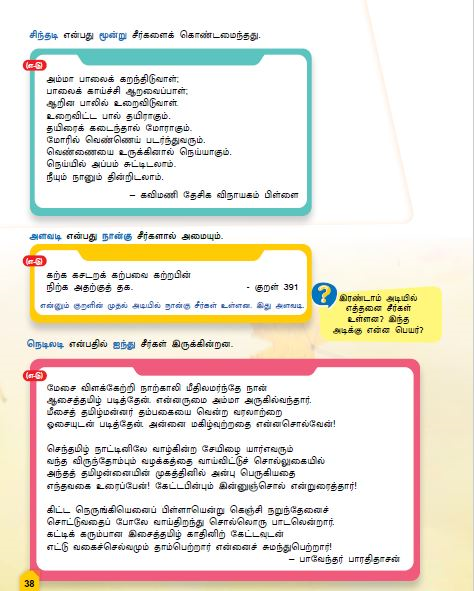 சிந்தடி என்பது மூன்று சீர்களைக் கொண்டமைந்தது.
(எ-டு)
அம்மா பாலைக் கறந்திடுவாள்;
பாலைக் காய்ச்சி ஆறவைப்பாள்;
ஆறின பாலில் உறைவிடுவாள்.
உறைவிட்ட பால் தயிராகும்.
தயிரைக் கடைந்தால் மோராகும்.
மோரில் வெண்ணெய் படர்ந்துவரும்.
வெண்ணையை உருக்கினால் நெய்யாகும்.
நெய்யில் அப்பம் சுட்டிடலாம்.
நீயும் நானும் தின்றிடலாம்.
– கவிமணி தேசிக விநாயகம் பிள்ளை
அளவடி என்பது நான்கு சீர்களால் அமையும்.
(எ-டு)
கற்க கசடறக் கற்பவை கற்றபின்
நிற்க அதற்குத் தக. - குறள் 391
என்னும் குறளின் முதல் அடியில் நான்கு சீர்கள் உள்ளன. இது அளவடி.
?
இரண்டாம் அடியில்
எத்தனை சீர்கள்
உள்ளன? இந்த
அடிக்கு என்ன பெயர்?
நெடிலடி என்பதில் ஐந்து சீர்கள் இருக்கின்றன.
(எ-டு)
மேசை விளக்கேற்றி நாற்காலி மீதிலமர்ந்தே நான்
ஆசைத்தமிழ் படித்தேன். என்னருமை அம்மா அருகில்வந்தார்.
மீசைத் தமிழ்மன்னர் தம்பகையை வென்ற வரலாற்றை
ஓசையுடன் படித்தேன். அன்னை மகிழ்வுற்றதை என்னசொல்வேன்!
செந்தமிழ் நாட்டினிலே வாழ்கின்ற சேயிழை யார்எவரும்
வந்த விருந்தோம்பும் வழக்கத்தை வாய்விட்டுச் சொல்லுகையில்
அந்தத் தமிழன்னையின் முகத்தினில் அன்பு பெருகியதை
எந்தவகை உரைப்பேன்! கேட்டபின்பும் இன்னுஞ்சொல் என்றுரைத்தார்!
கிட்ட நெருங்கியெனைப் பிள்ளாயென்று கெஞ்சி நறுந்தேனைச்
சொட்டுவதைப் போலே வாய்திறந்து சொல்லொரு பாடலென்றார்.
கட்டிக் கரும்பான இசைத்தமிழ் காதினிற் கேட்டவுடன்
எட்டு வகைச்செல்வமும் தாம்பெற்றார் என்னைச் சுமந்துபெற்றார்!
– பாவேந்தர் பாரதிதாசன்
38